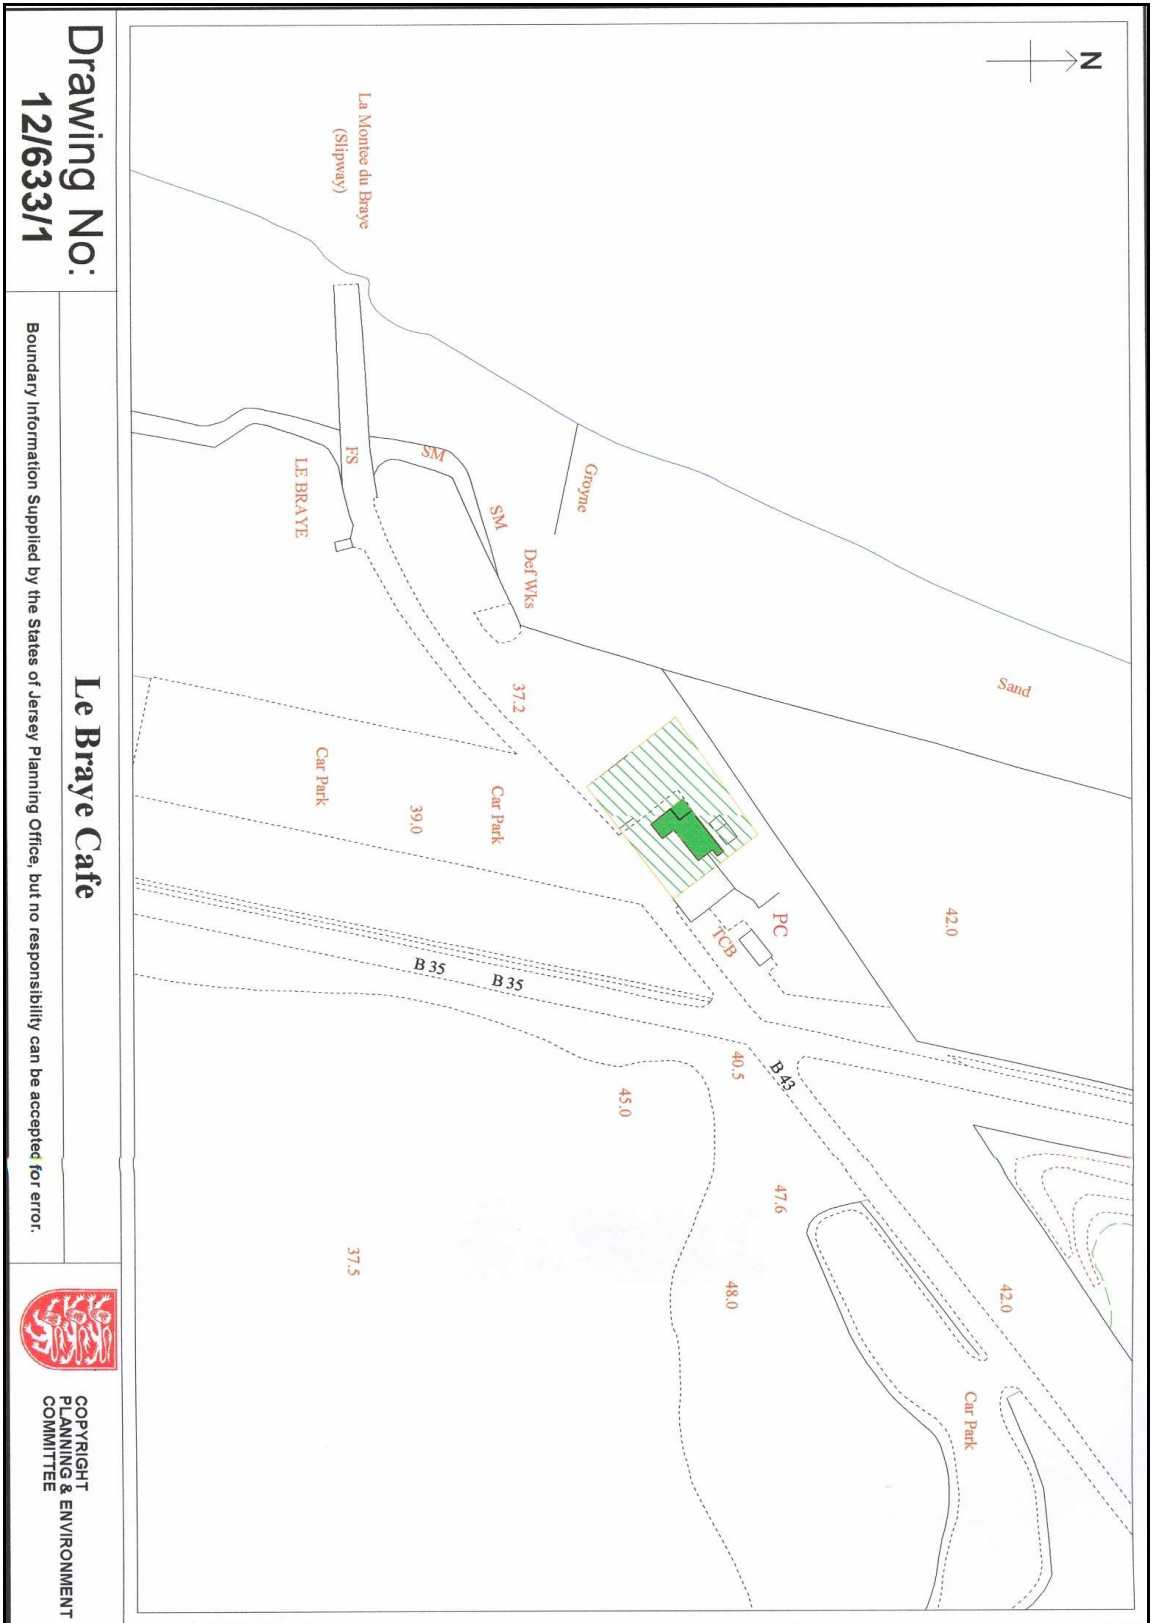 N
La Montee du Braye
(Slipway)
Sand
Groyne
SM
SM
FS
LE BRAYE
Def Wks
37.2
42.0
PC
TCB
Car Park
39.0
Car Park
B 35
B 35
40.5
B 43
45.0
47.6
48.0
42.0
37.5
Car Park
Drawing No:
12/633/1
Le Braye Cafe
Boundary Information Supplied by the States of Jersey Planning Office, but no responsibility can be accepted for error.
COPYRIGHT
PLANNING & ENVIRONMENT
COMMITTEE